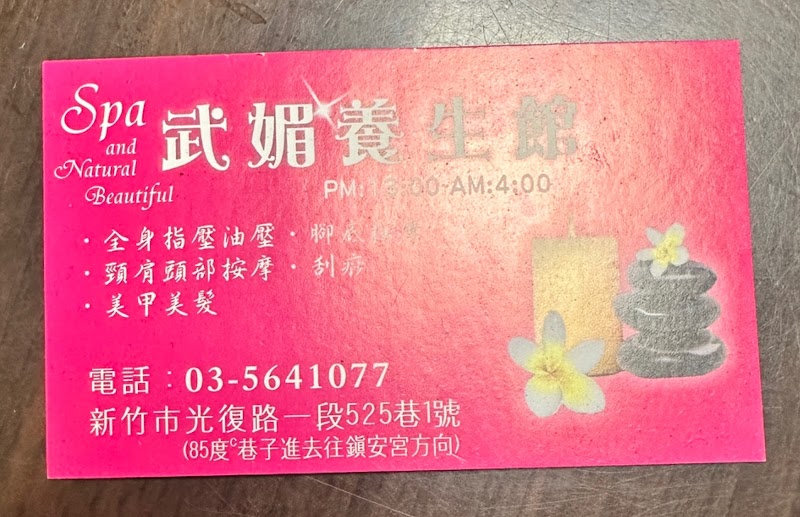 Spa
and
Natural
Beautiful
武媚養生館
PM: :00~AM:4:00
・全身指壓油壓・腳底
・頸肩頭部按摩・刮痧
・美甲美髮
電話：03-5641077
新竹市光復路一段525巷1號
(85度c巷子進去往鎮安宮方向)